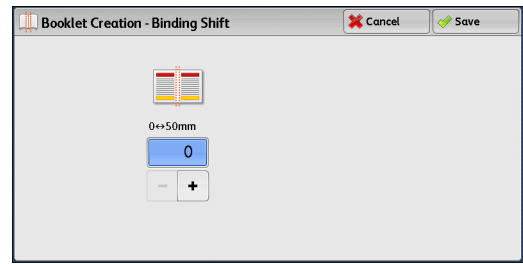 Booklet Creation - Binding Shift
Cancel
Save
0↔50mm
0
− +